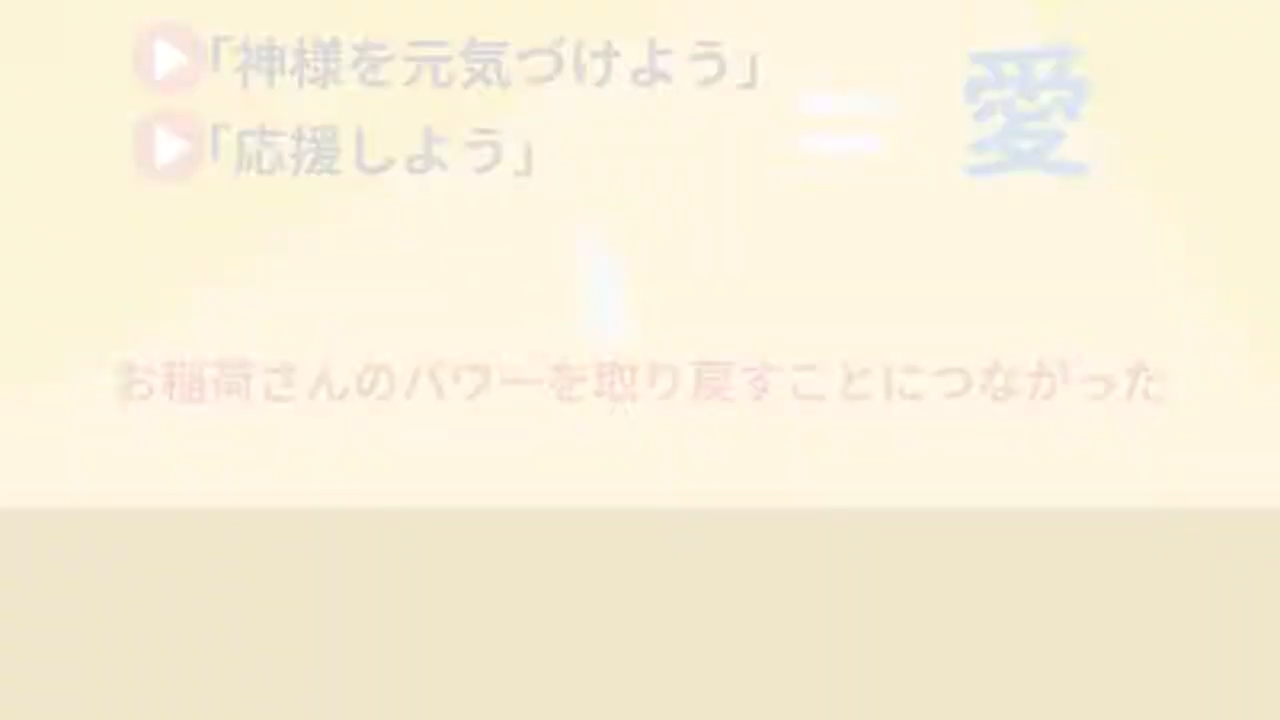 「神様を元気づけよう」
「応援しよう」
= 愛
お稲荷さんのパワーを取り戻すことにつながった